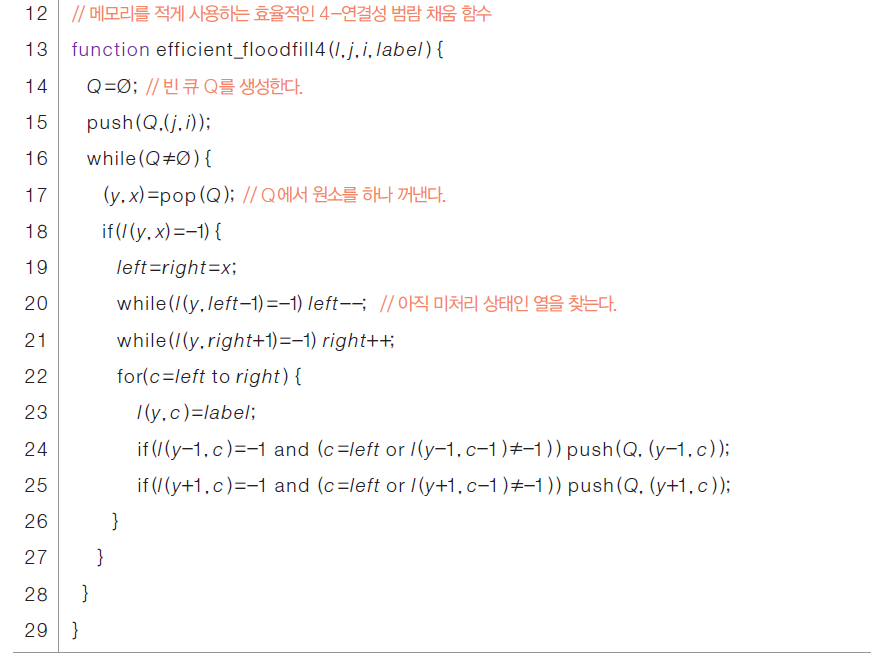 12 // 메모리를 적게 사용하는 효율적인 4-연결성 범람 채움 함수
13 function efficient_floodfill4(l,j,i,label) {
14 Q=∅; // 빈 큐 Q를 생성한다.
15 push(Q,(j,i));
16 while(Q≠∅) {
17 (y,x)=pop(Q); // Q에서 원소를 하나 꺼낸다.
18 if(l(y,x)=-1) {
19 left=right=x;
20 while(l(y,left-1)=-1) left--; // 아직 미처리 상태인 열을 찾는다.
21 while(l(y,right+1)=-1) right++;
22 for(c=left to right) {
23 l(y,c)=label;
24 if(l(y-1,c)=-1 and (c=left or l(y-1,c-1)≠-1)) push(Q, (y-1,c));
25 if(l(y+1,c)=-1 and (c=left or l(y+1,c-1)≠-1)) push(Q, (y+1,c));
26 }
27 }
28 }
29 }